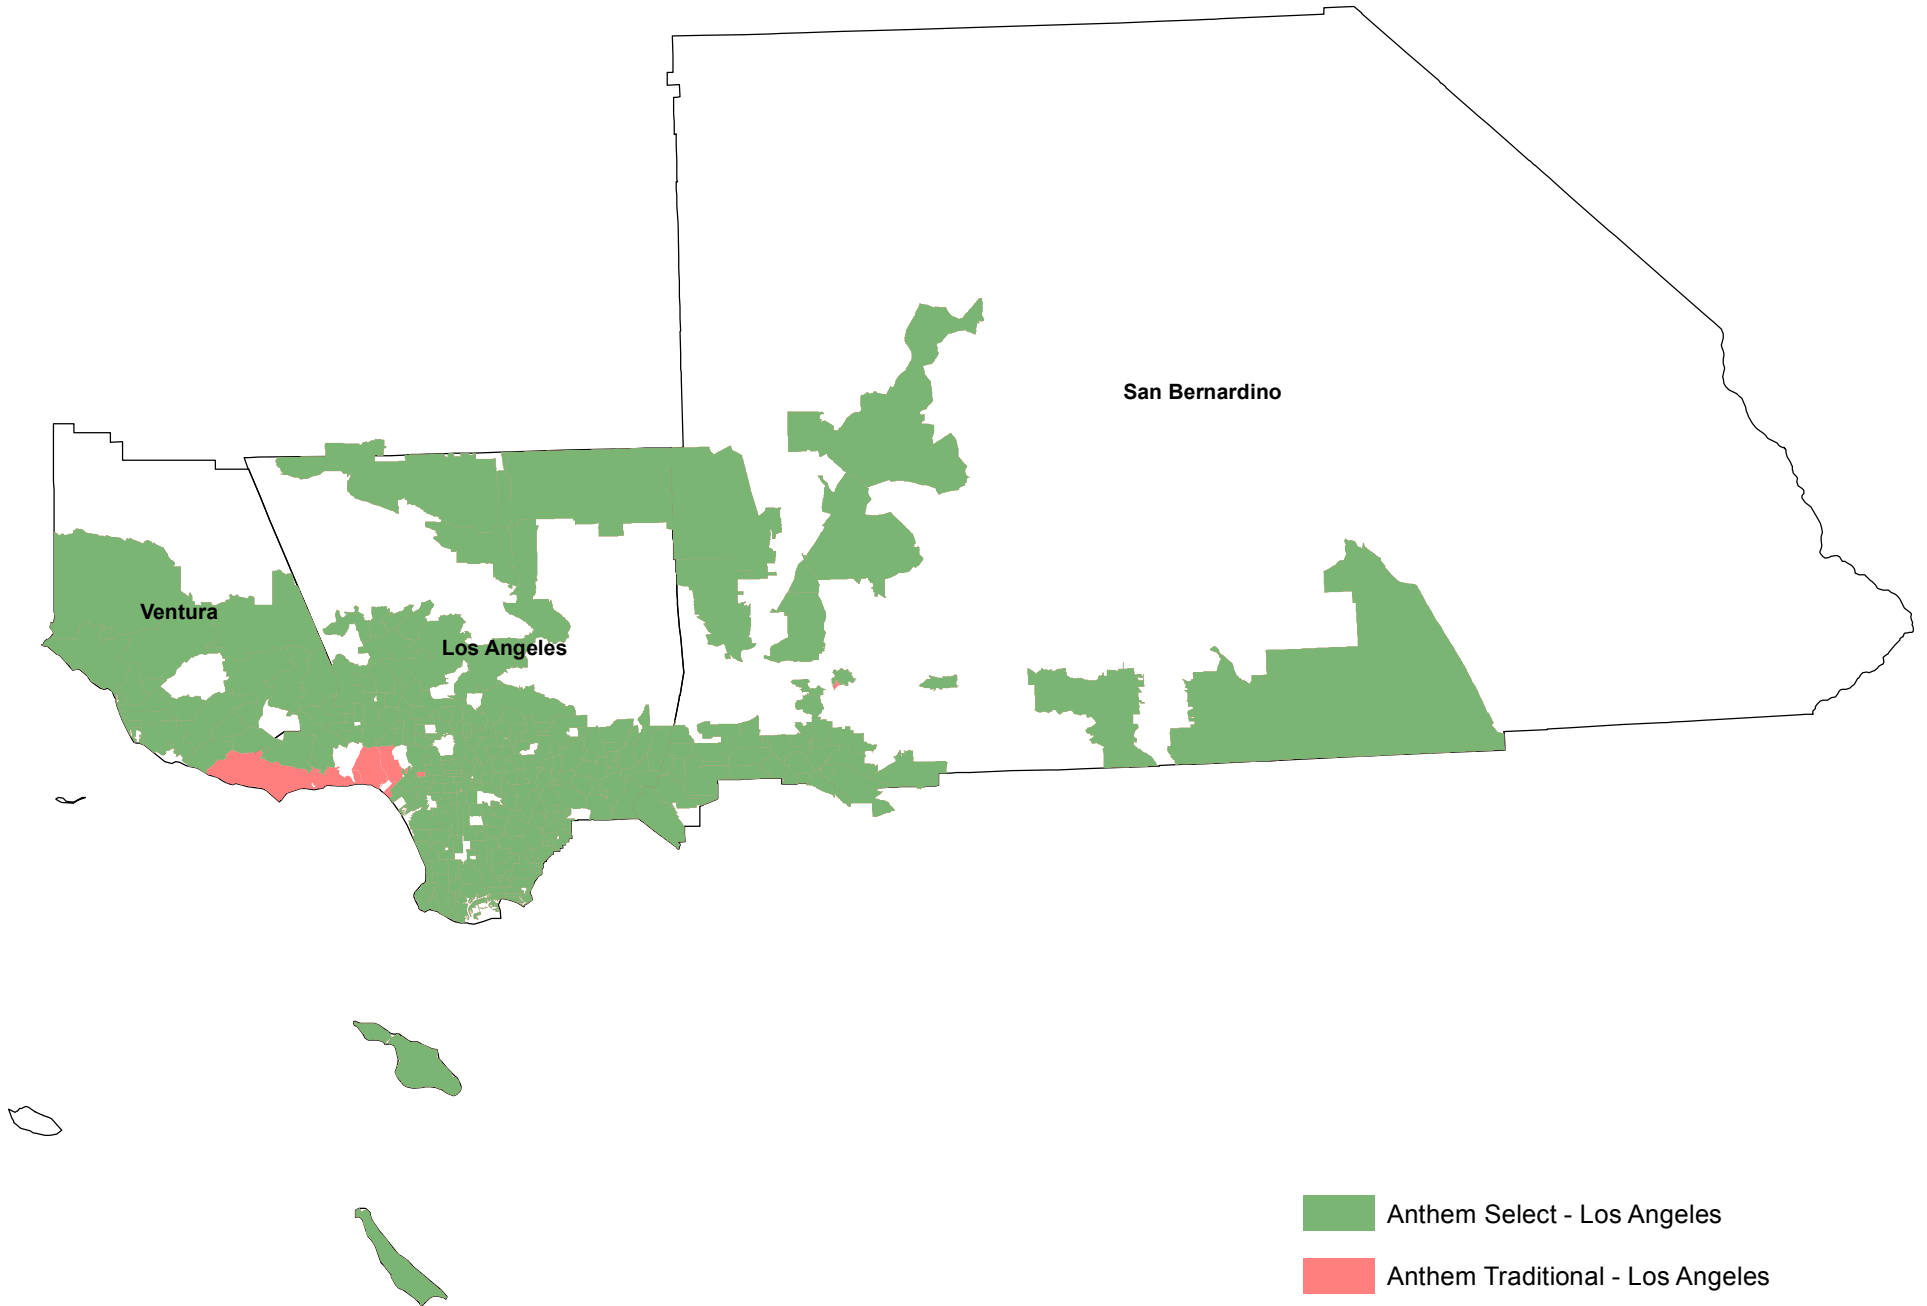 San Bernardino
Ventura
Los Angeles
Anthem Select - Los Angeles
Anthem Traditional - Los Angeles